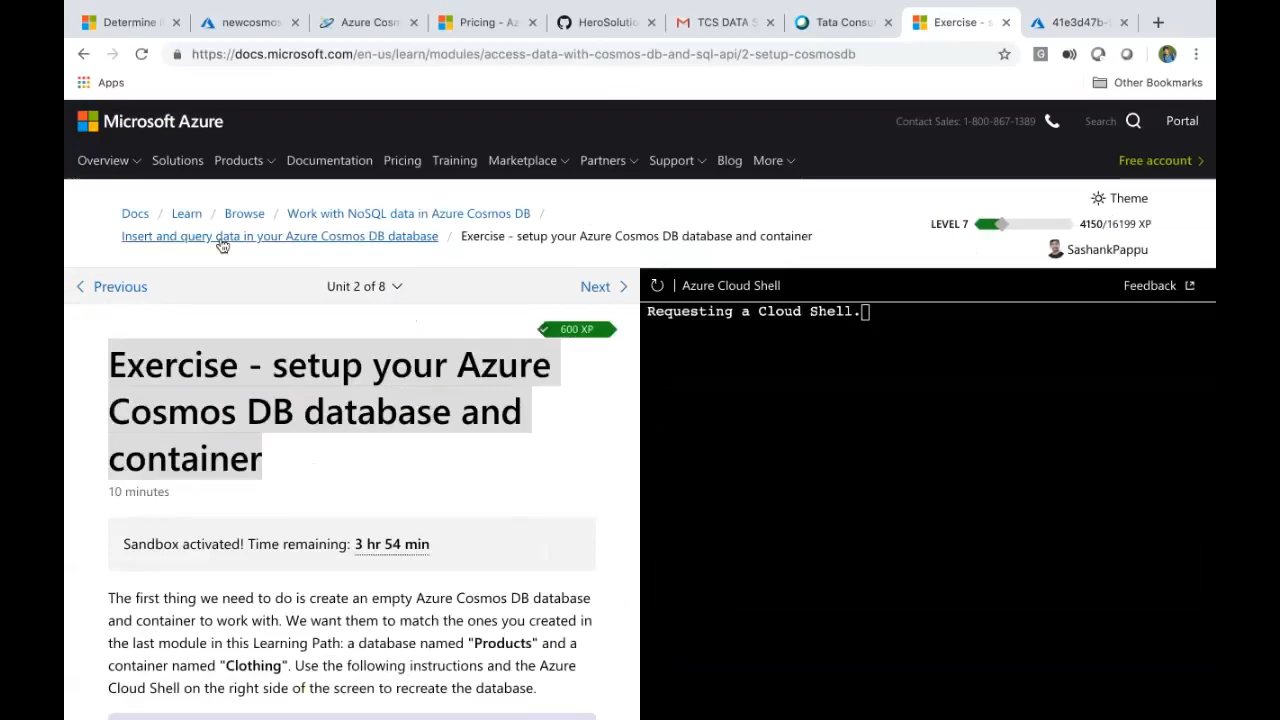 Determine
newcosmos
Azure Cosm
Pricing - Az
HeroSolutio
TCS DATA S
Tata Consul
Exercise - s
41e3d47b-
https://docs.microsoft.com/en-us/learn/modules/access-data-with-cosmos-db-and-sql-api/2-setup-cosmosdb
Apps
Other Bookmarks
Microsoft Azure
Contact Sales: 1-800-867-1389
Search
Portal
Overview
Solutions
Products
Documentation
Pricing
Training
Marketplace
Partners
Support
Blog
More
Free account
Docs / Learn / Browse / Work with NoSQL data in Azure Cosmos DB /
Insert and query data in your Azure Cosmos DB database / Exercise - setup your Azure Cosmos DB database and container
Theme
LEVEL 7
4150/16199 XP
SashankPappu
Previous
Unit 2 of 8
Next
Azure Cloud Shell
Feedback
Requesting a Cloud Shell.
600 XP
Exercise - setup your Azure
Cosmos DB database and
container
10 minutes
Sandbox activated! Time remaining: 3 hr 54 min
The first thing we need to do is create an empty Azure Cosmos DB database
and container to work with. We want them to match the ones you created in
the last module in this Learning Path: a database named "Products" and a
container named "Clothing". Use the following instructions and the Azure
Cloud Shell on the right side of the screen to recreate the database.